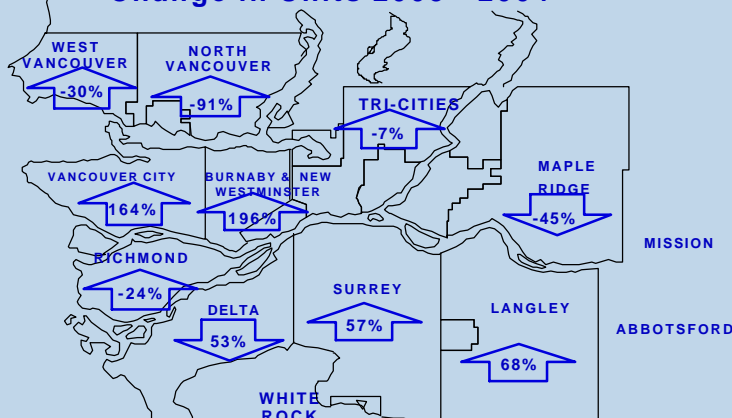 WEST
VANCOUVER
-30%
NORTH
VANCOUVER
-91%
TRI-CITIES
-7%
VANCOUVER CITY
164%
BURNABY & NEW
WESTMINSTER
196%
MAPLE
RIDGE
-45%
MISSION
RICHMOND
-24%
DELTA
53%
SURREY
57%
LANGLEY
68%
ABBOTSFORD
WHITE
ROCK